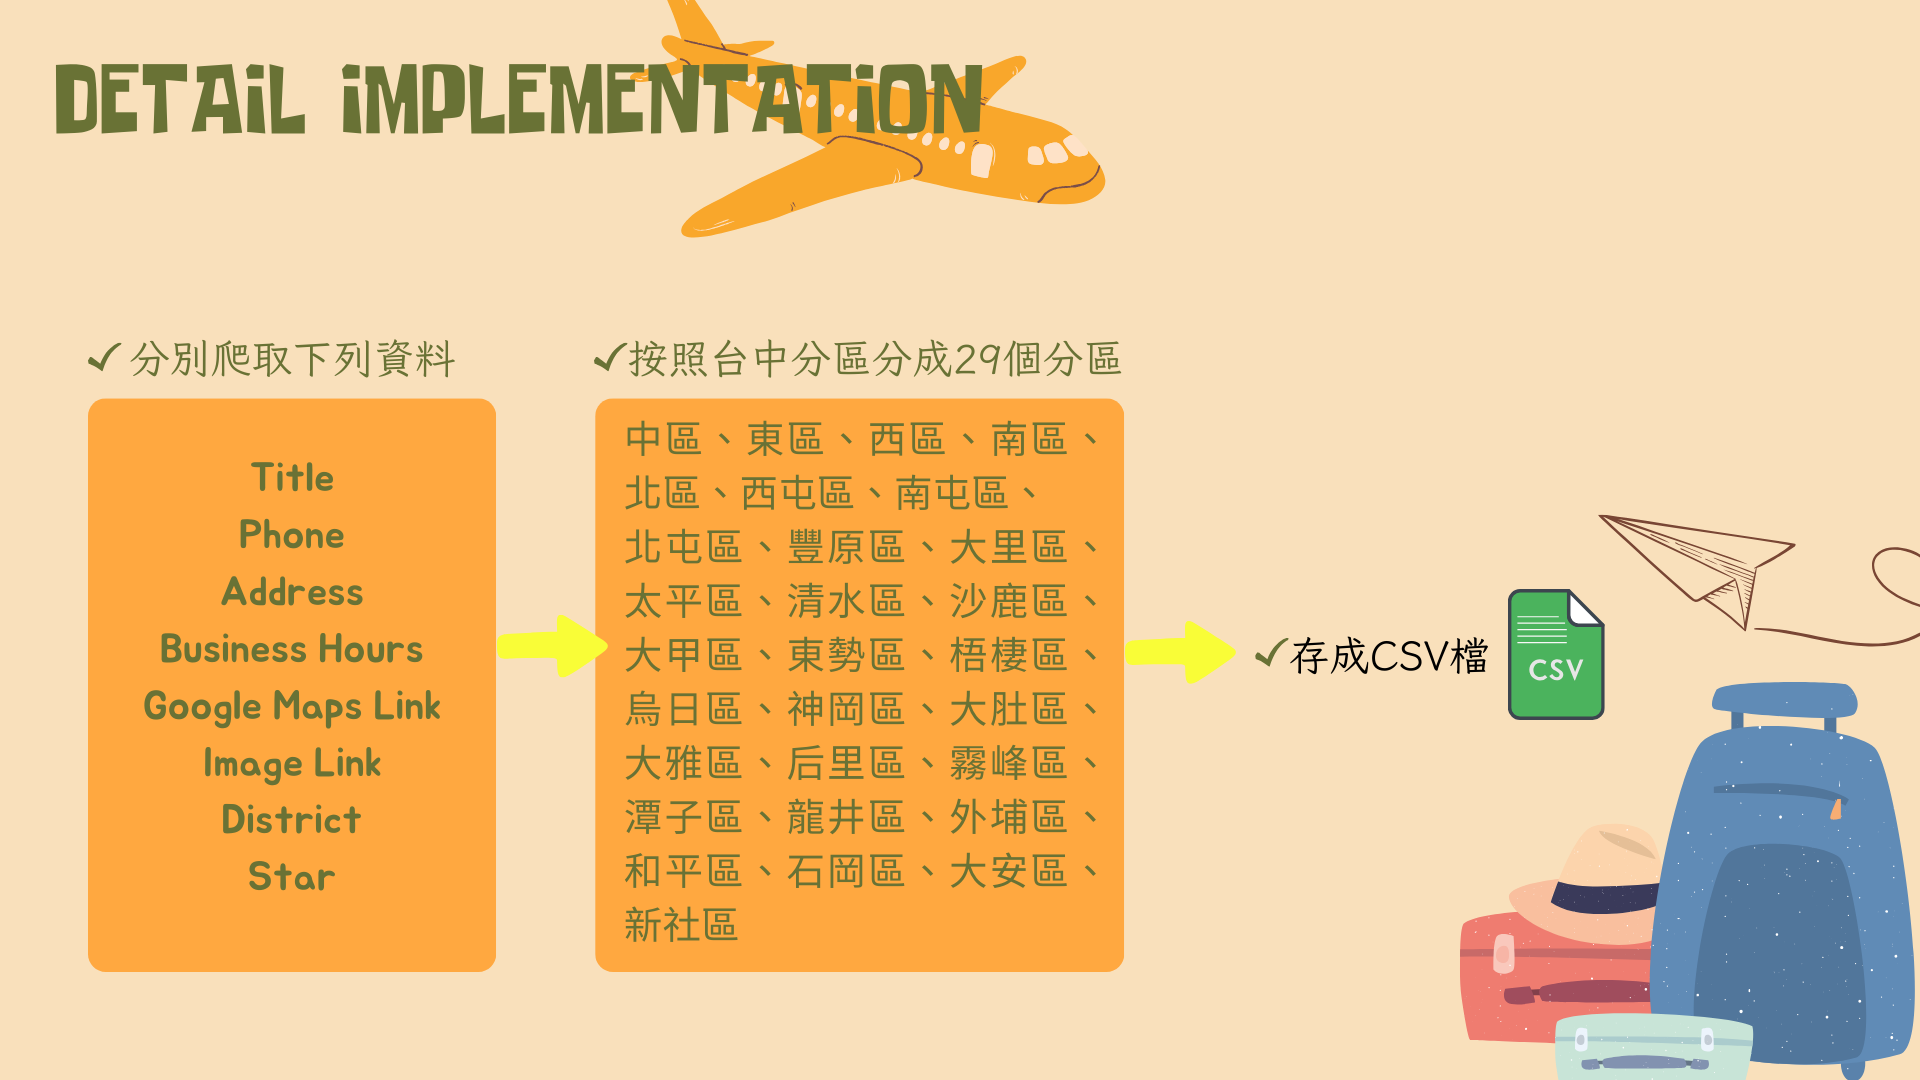 DETAIL IMPLEMENTATION
✓分別爬取下列資料
Title
Phone
Address
Business Hours
Google Maps Link
Image Link
District
Star
✓按照台中分區分成29個分區
中區、東區、西區、南區、
北區、西屯區、南屯區、
北屯區、豐原區、大里區、
太平區、清水區、沙鹿區、
大甲區、東勢區、梧棲區、
烏日區、神岡區、大肚區、
大雅區、后里區、霧峰區、
潭子區、龍井區、外埔區、
和平區、石岡區、大安區、
新社區
✓存成CSV檔
CSV